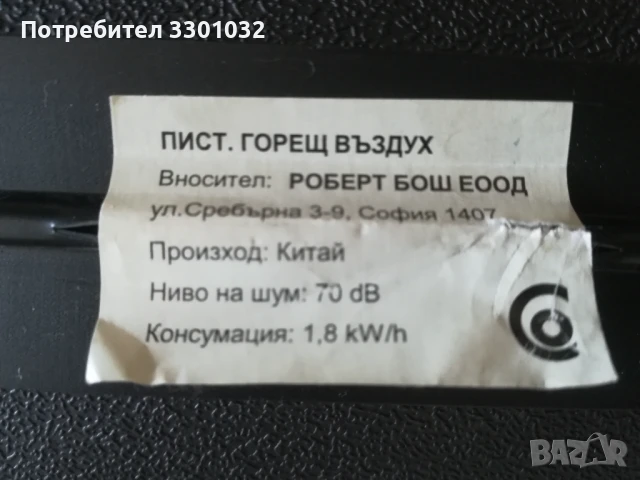 Потребител 3301032
ПИСТ. ГОРЕЩ ВЪЗДУХ
Вносител: РОБЕРТ БОШ ЕООД
ул.Сребърна 3-9, София 1407
Произход: Китай
Ниво на шум: 70 dB
Консумация: 1,8 kW/h
BAZAR